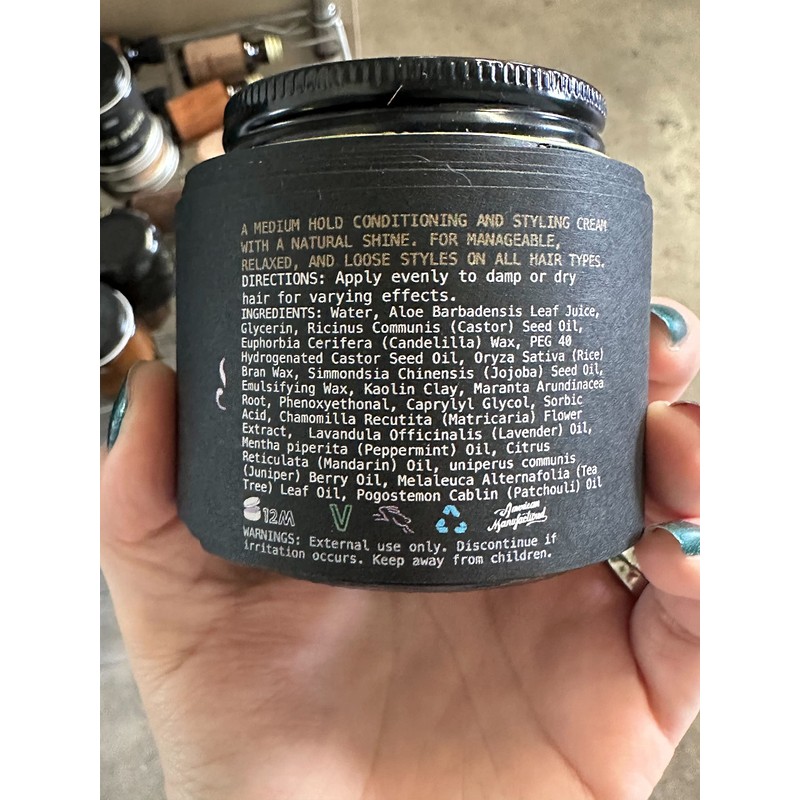 A MEDIUM HOLD CONDITIONING AND STYLING CREAM
WITH A NATURAL SHINE. FOR MANAGEABLE,
RELAXED, AND LOOSE STYLES ON ALL HAIR TYPES.
DIRECTIONS: Apply evenly to damp or dry
hair for varying effects.
INGREDIENTS: Water, Aloe Barbadensis Leaf Juice,
Glycerin, Ricinus Communis (Castor) Seed Oil,
Euphorbia Cerifera (Candelilla) Wax, PEG 40
Hydrogenated Castor Seed Oil, Oryza Sativa (Rice)
Bran Wax, Simmondsia Chinensis (Jojoba) Seed Oil,
Emulsifying Wax, Kaolin Clay, Maranta Arundinacea
Root, Phenoxyethonal, Caprylyl Glycol, Sorbic
Acid, Chamomilla Recutita (Matricaria) Flower
Extract, Lavandula Officinalis (Lavender) Oil,
Mentha piperita (Peppermint) Oil, Citrus
Reticulata (Mandarin) Oil, uniperus communis
(Juniper) Berry Oil, Melaleuca Alternafolia (Tea
Tree) Leaf Oil, Pogostemon Cablin (Patchouli) Oil
12M V American Manufactured
WARNINGS: External use only. Discontinue if
irritation occurs. Keep away from children.